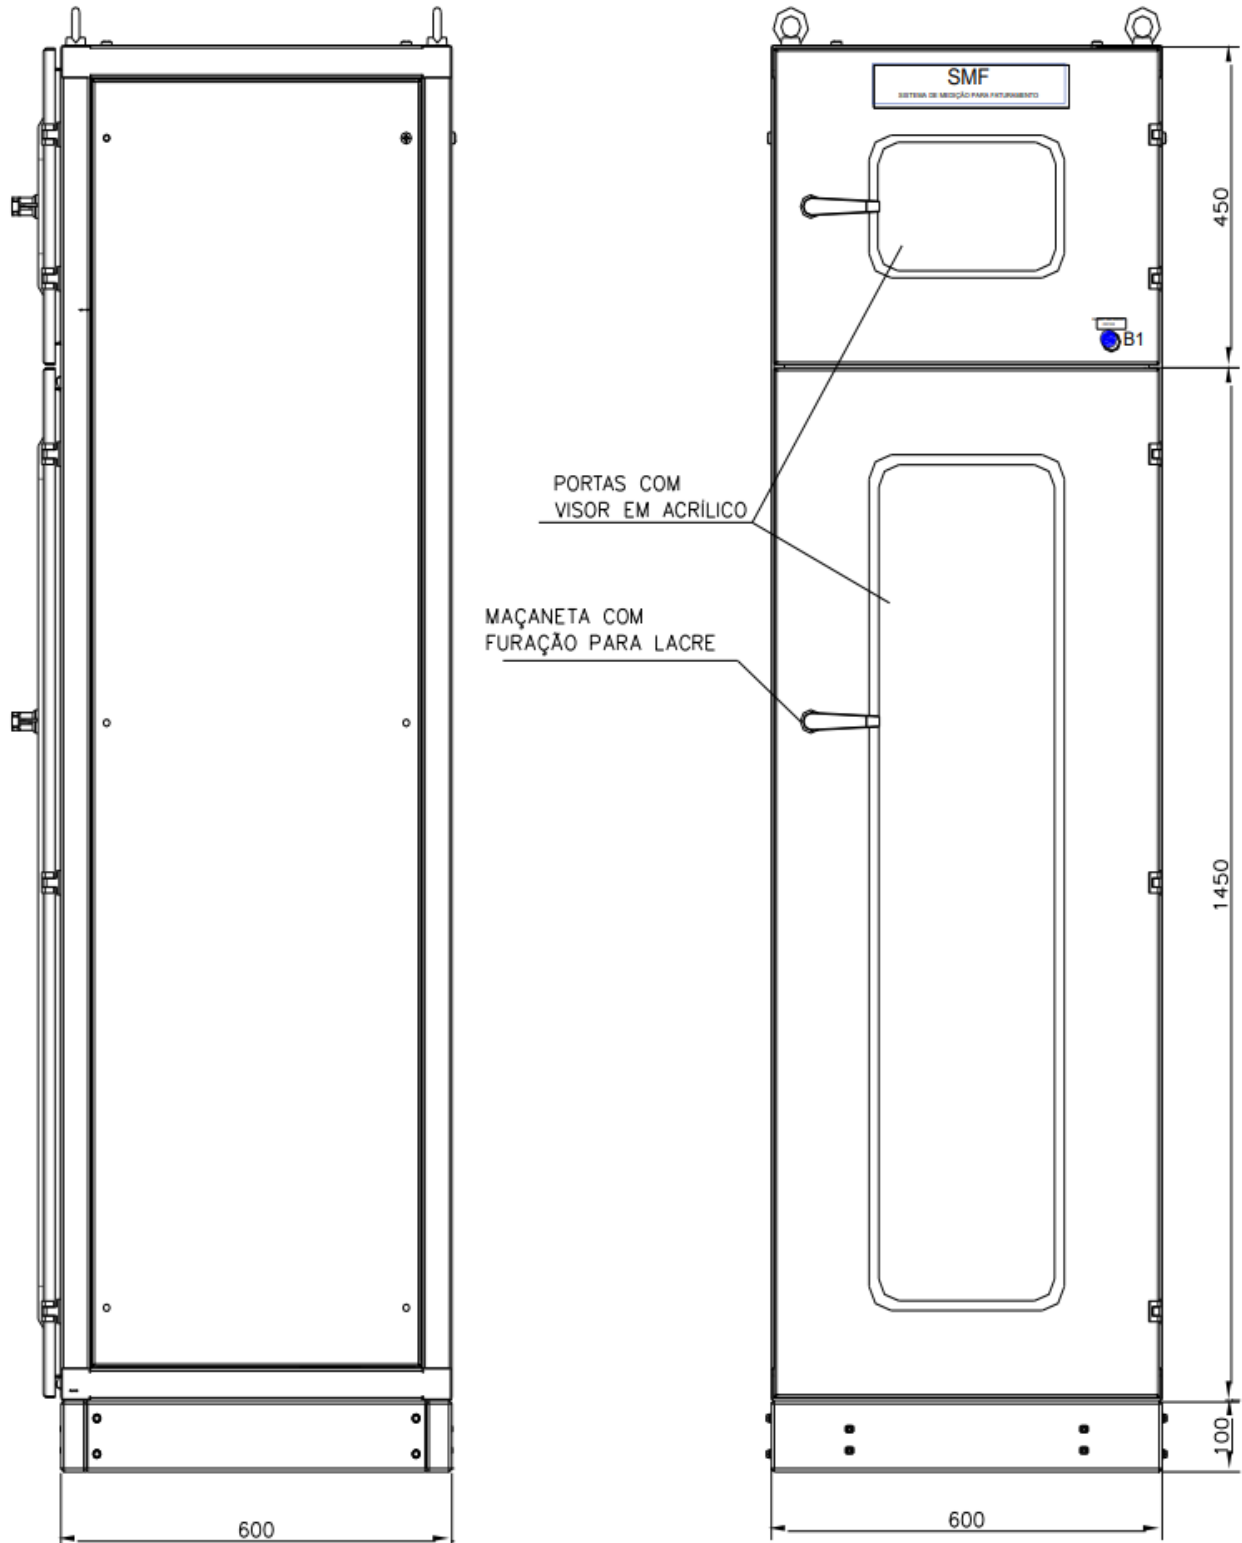 SMF
SISTEMA DE MEDIÇÃO PARA FATURAMENTO
450
B1
PORTAS COM
VISOR EM ACRÍLICO
MAÇANETA COM
FURAÇÃO PARA LACRE
1450
100
600
600